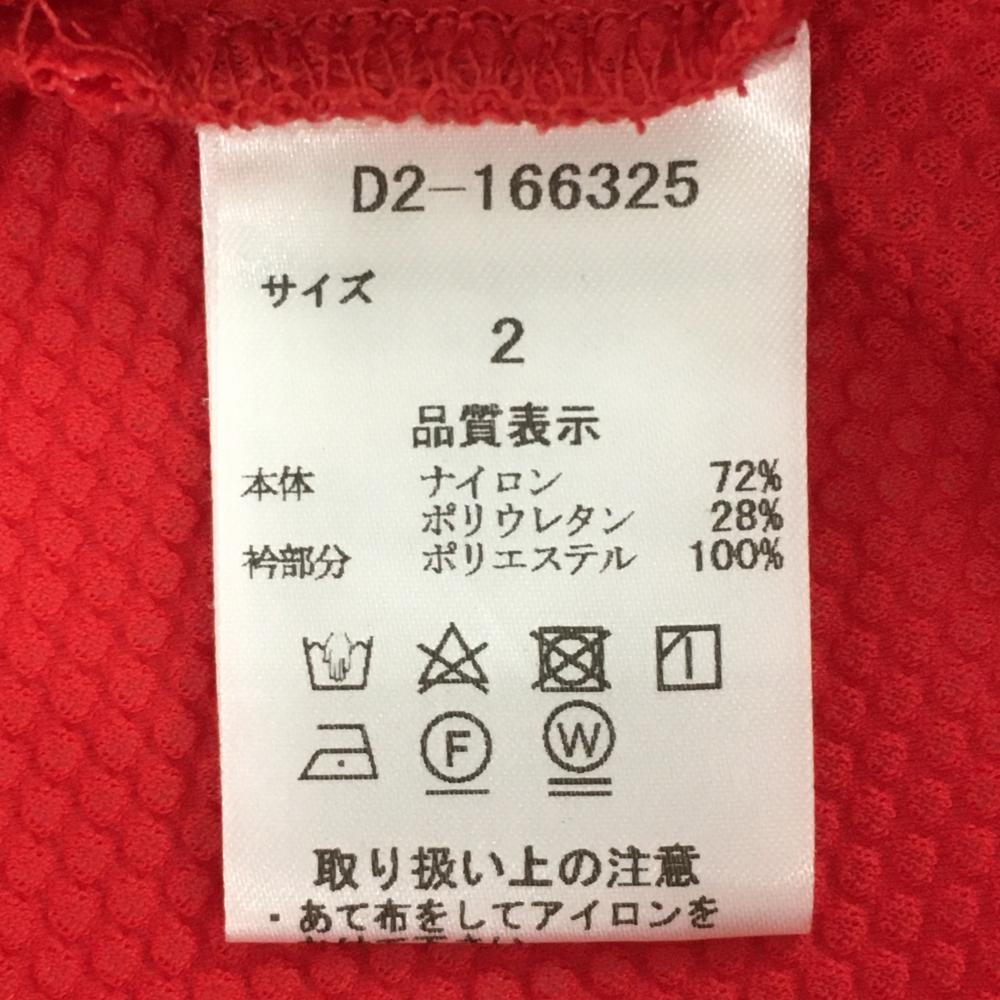 D2-166325
サイズ
2
品質表示
本体 ナイロン 72%
ポリウレタン 28%
衿部分 ポリエステル 100%
F W
取り扱い上の注意
・あて布をしてアイロンを